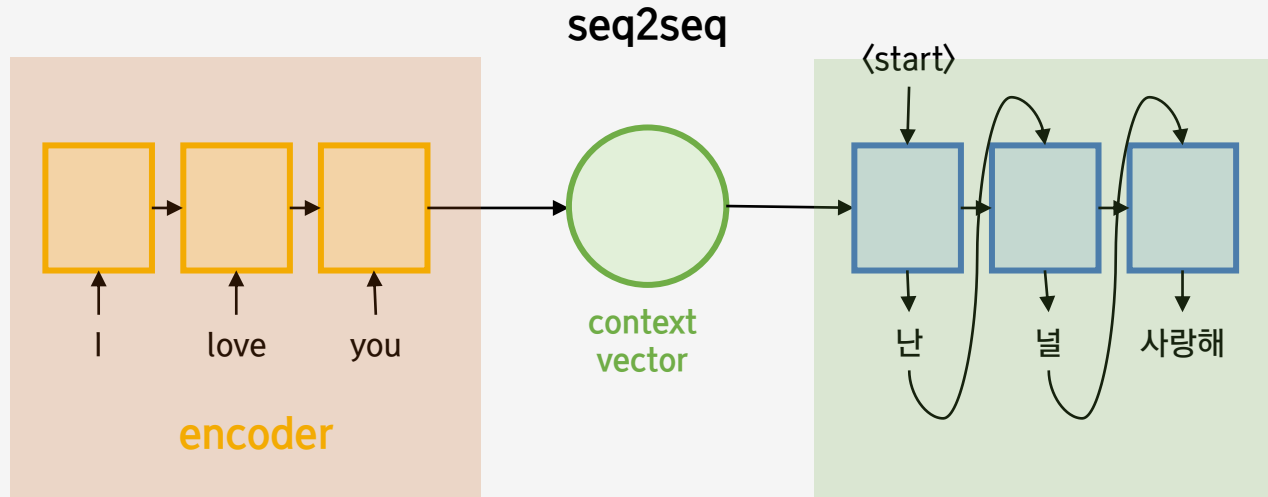 seq2seq
〈start〉
I love you
context
vector
난 널 사랑해
encoder